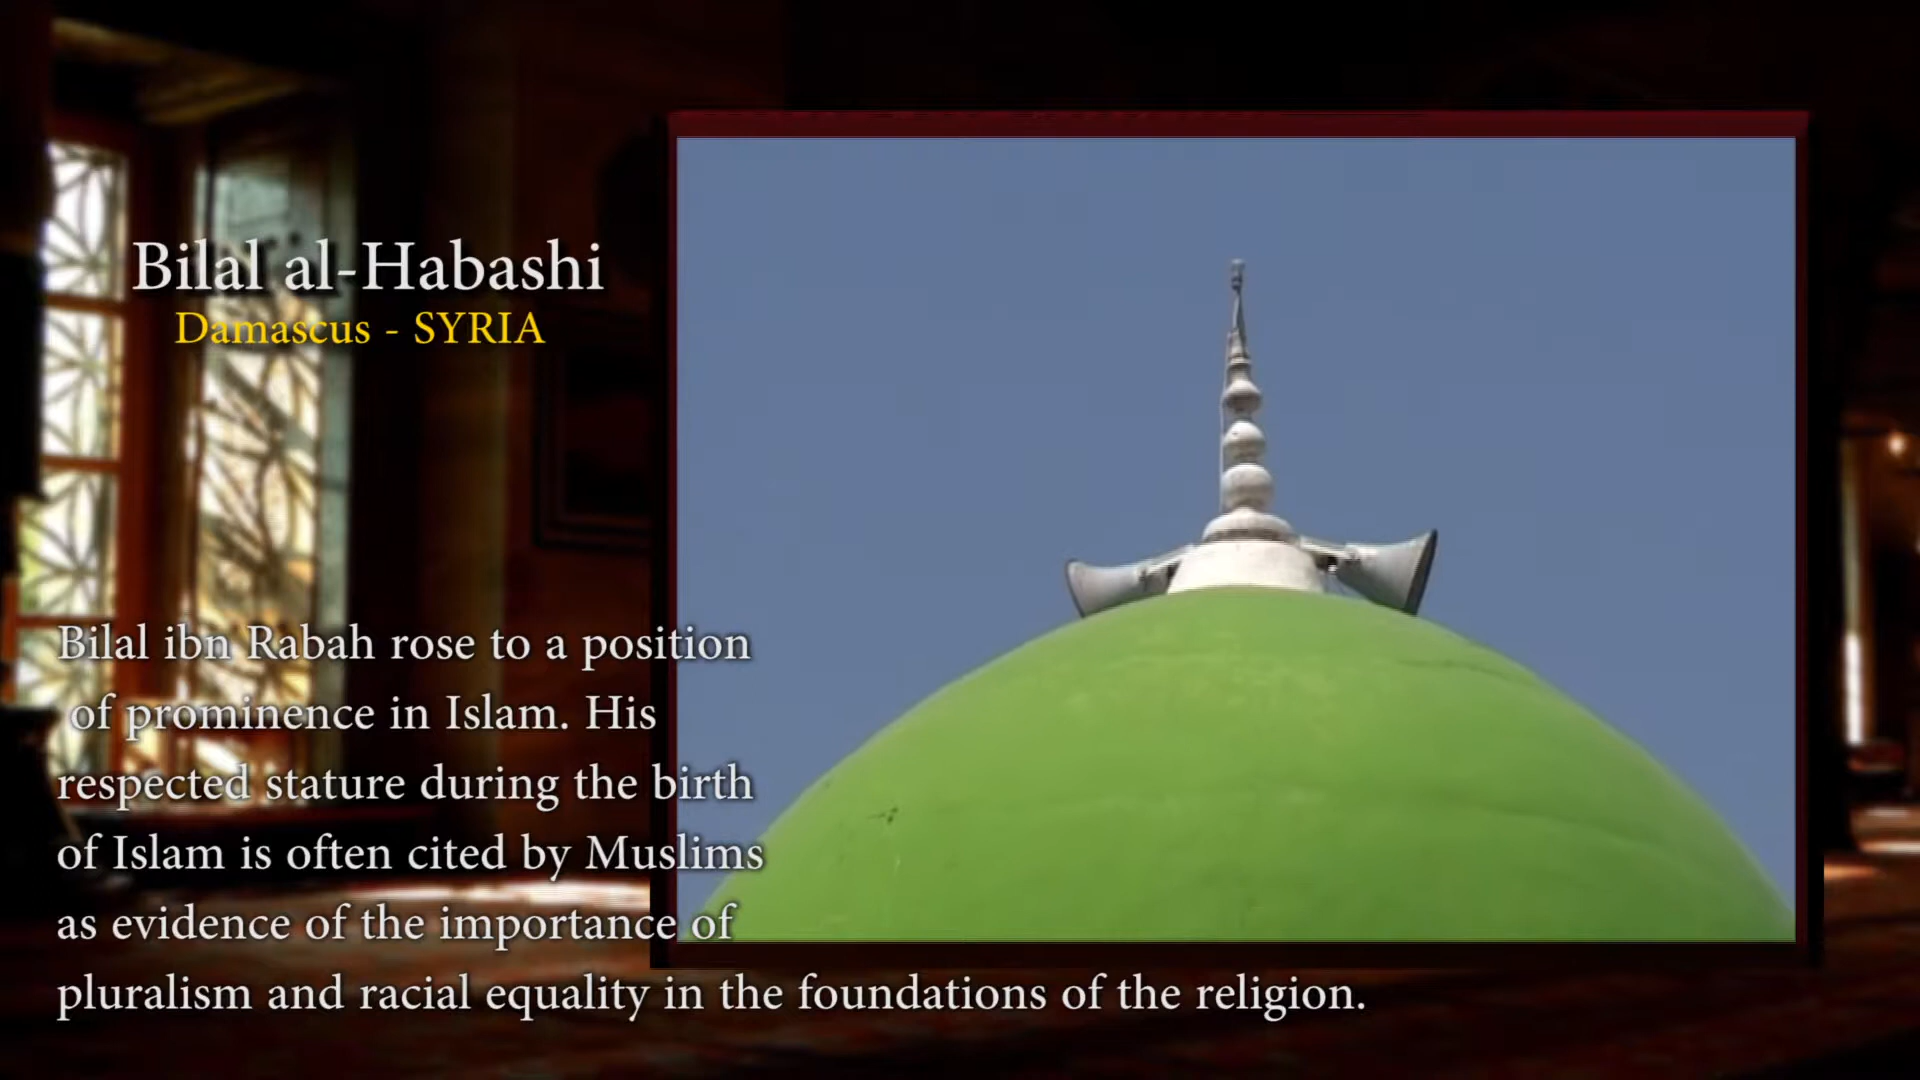 Bilal al-Habashi
Damascus - SYRIA
Bilal ibn Rabah rose to a position
of prominence in Islam. His
respected stature during the birth
of Islam is often cited by Muslims
as evidence of the importance of
pluralism and racial equality in the foundations of the religion.